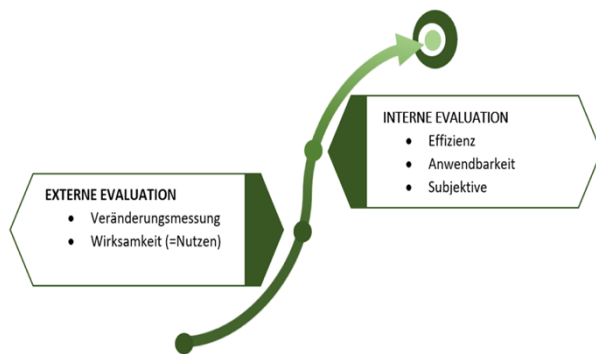 INTERNE EVALUATION
• Effizienz
• Anwendbarkeit
• Subjektive
EXTERNE EVALUATION
• Veränderungsmessung
• Wirksamkeit (=Nutzen)